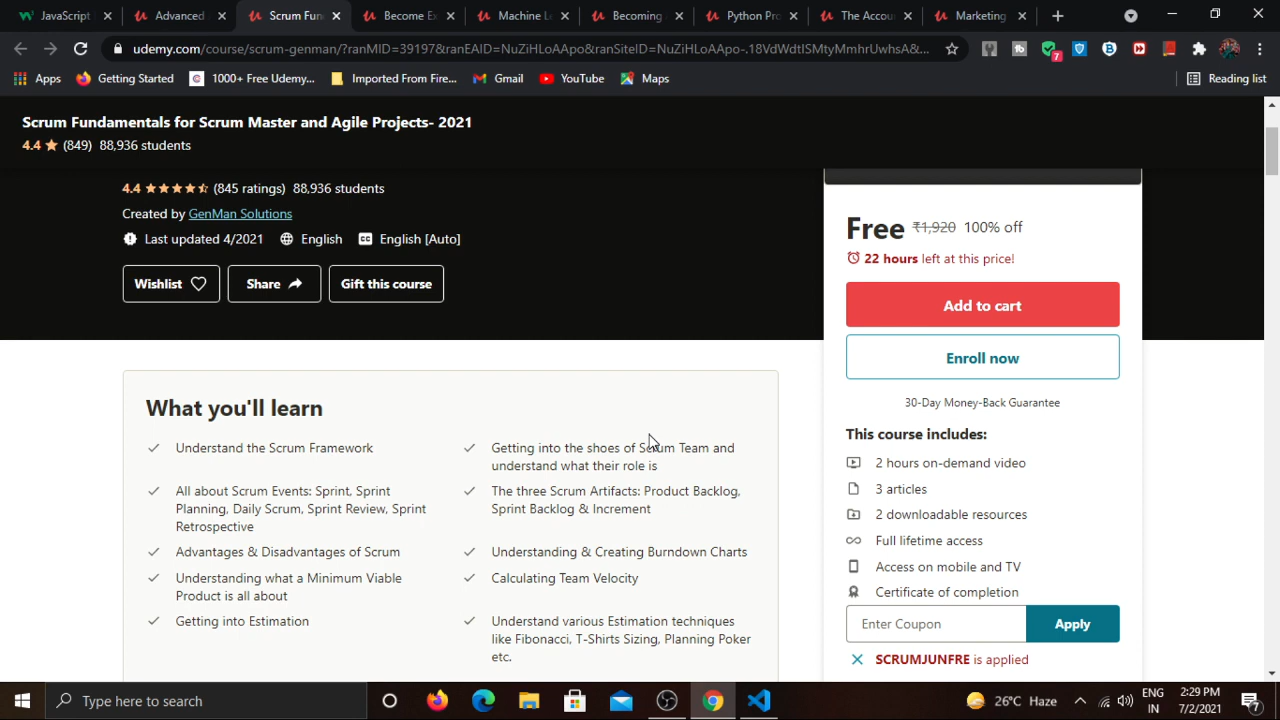 JavaScript
Advanced
Scrum Fun
Become Ex
Machine Le
Becoming
Python Pro
The Accou
Marketing
udemy.com/course/scrum-genman/?ranMID=39197&ranEAID=NuZiHLoAApo&ranSiteID=NuZiHLoAApo-.18VdWdtISMtyMmhrUwhsA&...
7
Apps
Getting Started
1000+ Free Udemy...
Imported From Fire...
Gmail
YouTube
Maps
Reading list
Scrum Fundamentals for Scrum Master and Agile Projects- 2021
4.4 (849) 88,936 students
4.4 (845 ratings) 88,936 students
Created by GenMan Solutions
Last updated 4/2021 English English [Auto]
Wishlist
Share
Gift this course
Free ₹1,920 100% off
22 hours left at this price!
Add to cart
Enroll now
30-Day Money-Back Guarantee
This course includes:
2 hours on-demand video
3 articles
2 downloadable resources
Full lifetime access
Access on mobile and TV
Certificate of completion
Enter Coupon
Apply
SCRUMJUNFRE is applied
What you'll learn
Understand the Scrum Framework
Getting into the shoes of Scrum Team and
understand what their role is
All about Scrum Events: Sprint, Sprint
Planning, Daily Scrum, Sprint Review, Sprint
Retrospective
The three Scrum Artifacts: Product Backlog,
Sprint Backlog & Increment
Advantages & Disadvantages of Scrum
Understanding & Creating Burndown Charts
Understanding what a Minimum Viable
Product is all about
Calculating Team Velocity
Getting into Estimation
Understand various Estimation techniques
like Fibonacci, T-Shirts Sizing, Planning Poker
etc.
Type here to search
26°C Haze
ENG
IN
2:29 PM
7/2/2021
7